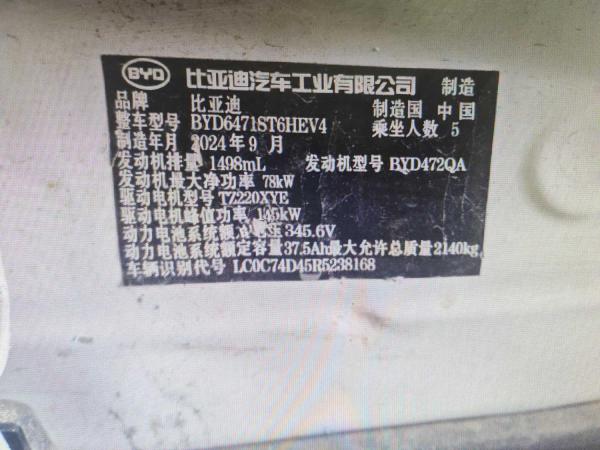 BYD 比亚迪汽车工业有限公司 制造
品牌 比亚迪 制造国 中国
整车型号 BYD6471ST6HEV4 乘坐人数 5
制造年月 2024年9月
发动机排量 1498mL 发动机型号 BYD472QA
发动机最大净功率 78kW
驱动电机型号 TZ220XYE
驱动电机峰值功率 145kW
动力电池系统额定电压 345.6V
动力电池系统额定容量 37.5Ah 最大允许总质量 2140kg
车辆识别代号 LC0C74D45R5238168